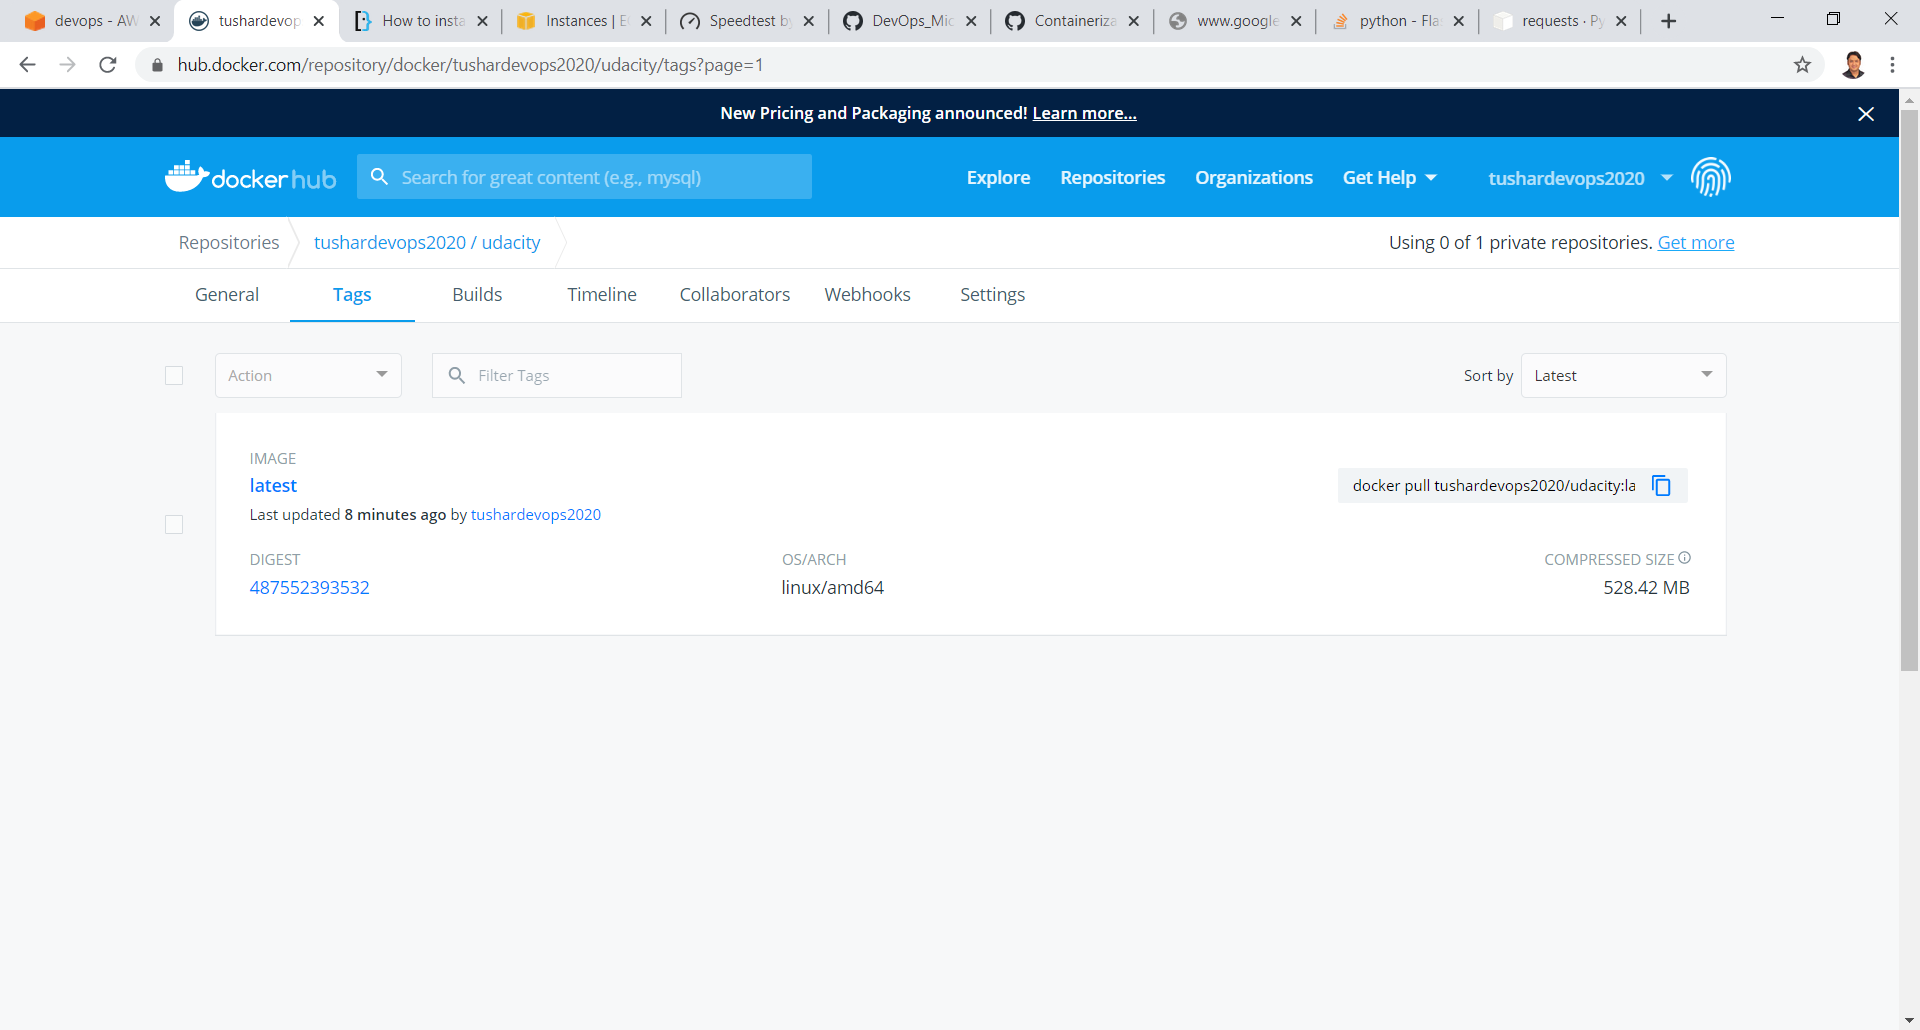 devops - AW
tushardevop
How to insta
Instances | E
Speedtest by
DevOps_Mic
Containeriza
www.google
python - Fla
requests · Py
hub.docker.com/repository/docker/tushardevops2020/udacity/tags?page=1
New Pricing and Packaging announced! Learn more...
docker hub
Search for great content (e.g., mysql)
Explore
Repositories
Organizations
Get Help
tushardevops2020
Repositories
tushardevops2020 / udacity
Using 0 of 1 private repositories. Get more
General
Tags
Builds
Timeline
Collaborators
Webhooks
Settings
Action
Filter Tags
Sort by
Latest
IMAGE
latest
Last updated 8 minutes ago by tushardevops2020
docker pull tushardevops2020/udacity:la
DIGEST
487552393532
OS/ARCH
linux/amd64
COMPRESSED SIZE
528.42 MB